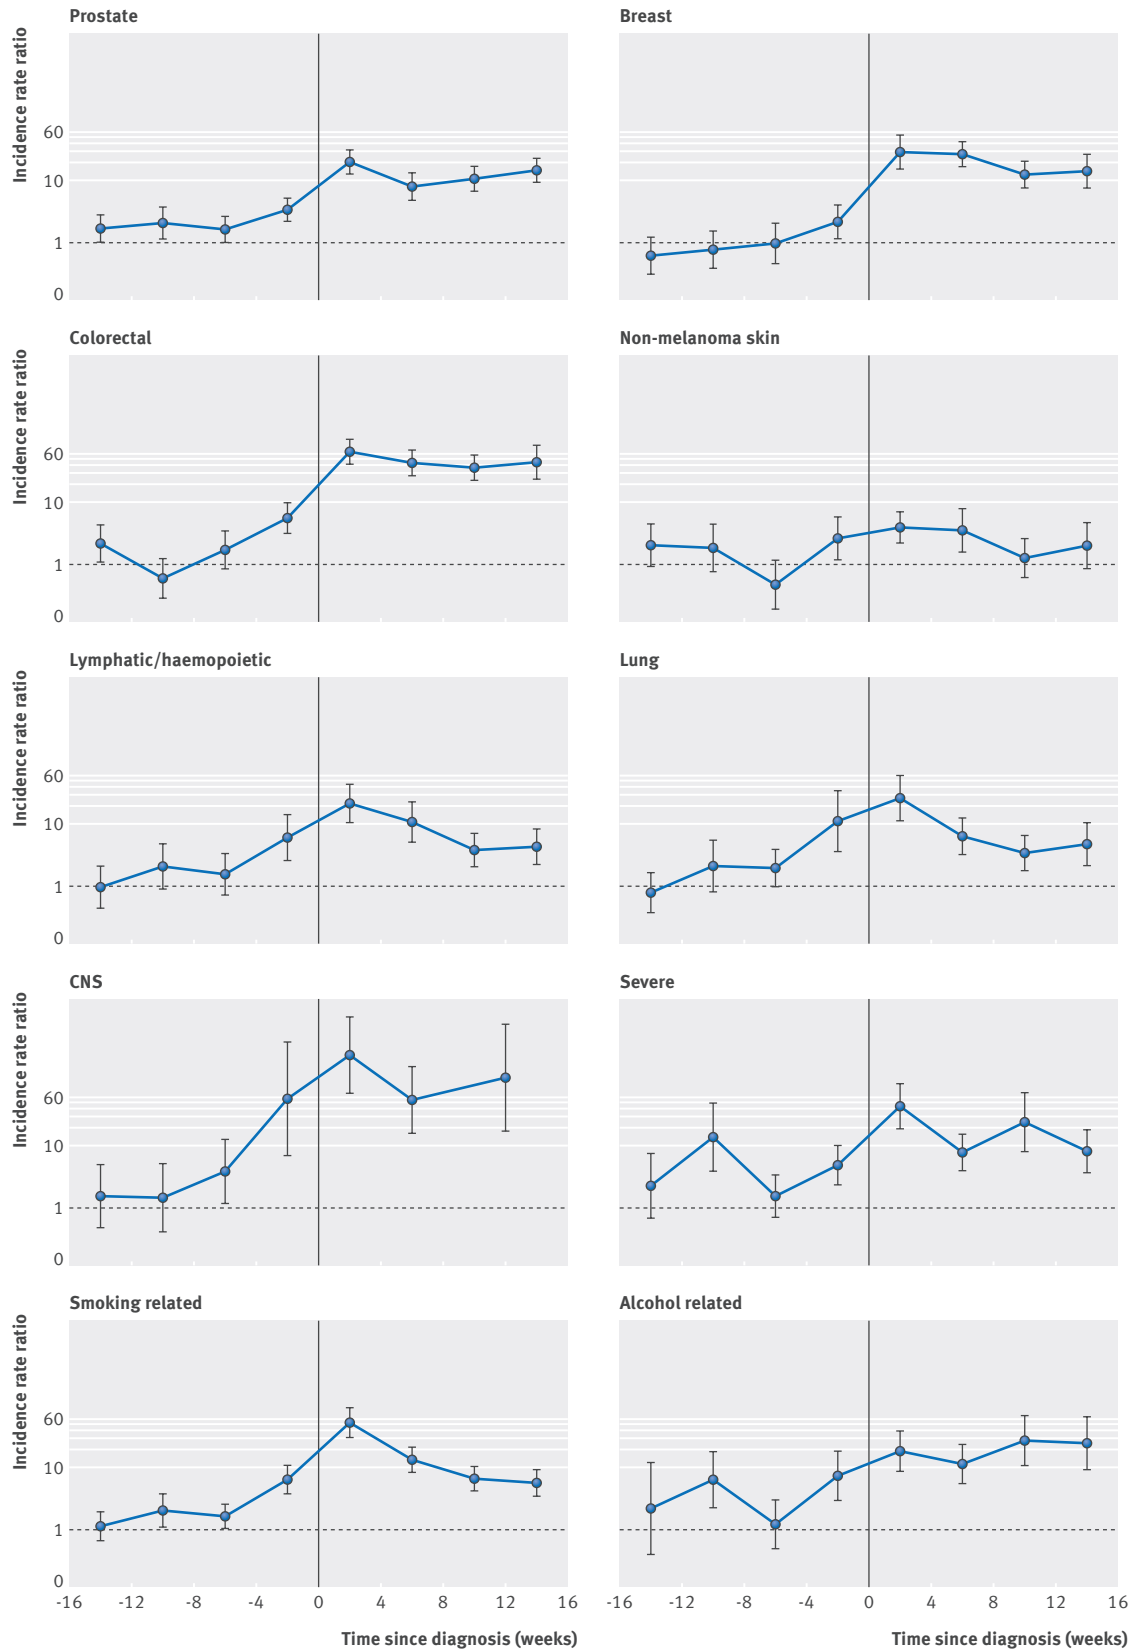 Prostate
Breast
Incidence rate ratio
60
10
1
0
Colorectal
Non-melanoma skin
Incidence rate ratio
60
10
1
0
Lymphatic/haemopoietic
Lung
Incidence rate ratio
60
10
1
0
CNS
Severe
Incidence rate ratio
60
10
1
0
Smoking related
Alcohol related
Incidence rate ratio
60
10
1
0
-16 -12 -8 -4 0 4 8 12 16
-16 -12 -8 -4 0 4 8 12 16
Time since diagnosis (weeks)
Time since diagnosis (weeks)